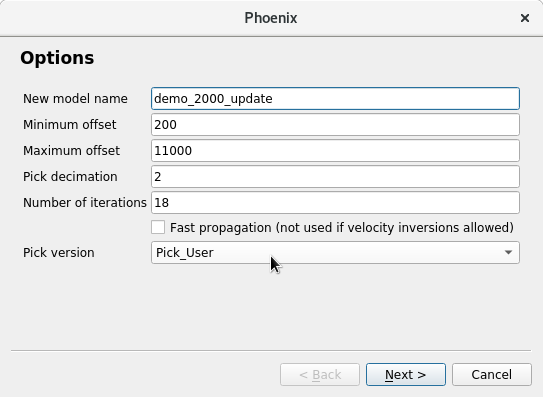 Phoenix
Options
New model name demo_2000_update
Minimum offset 200
Maximum offset 11000
Pick decimation 2
Number of iterations 18
Fast propagation (not used if velocity inversions allowed)
Pick version Pick_User
< Back Next > Cancel